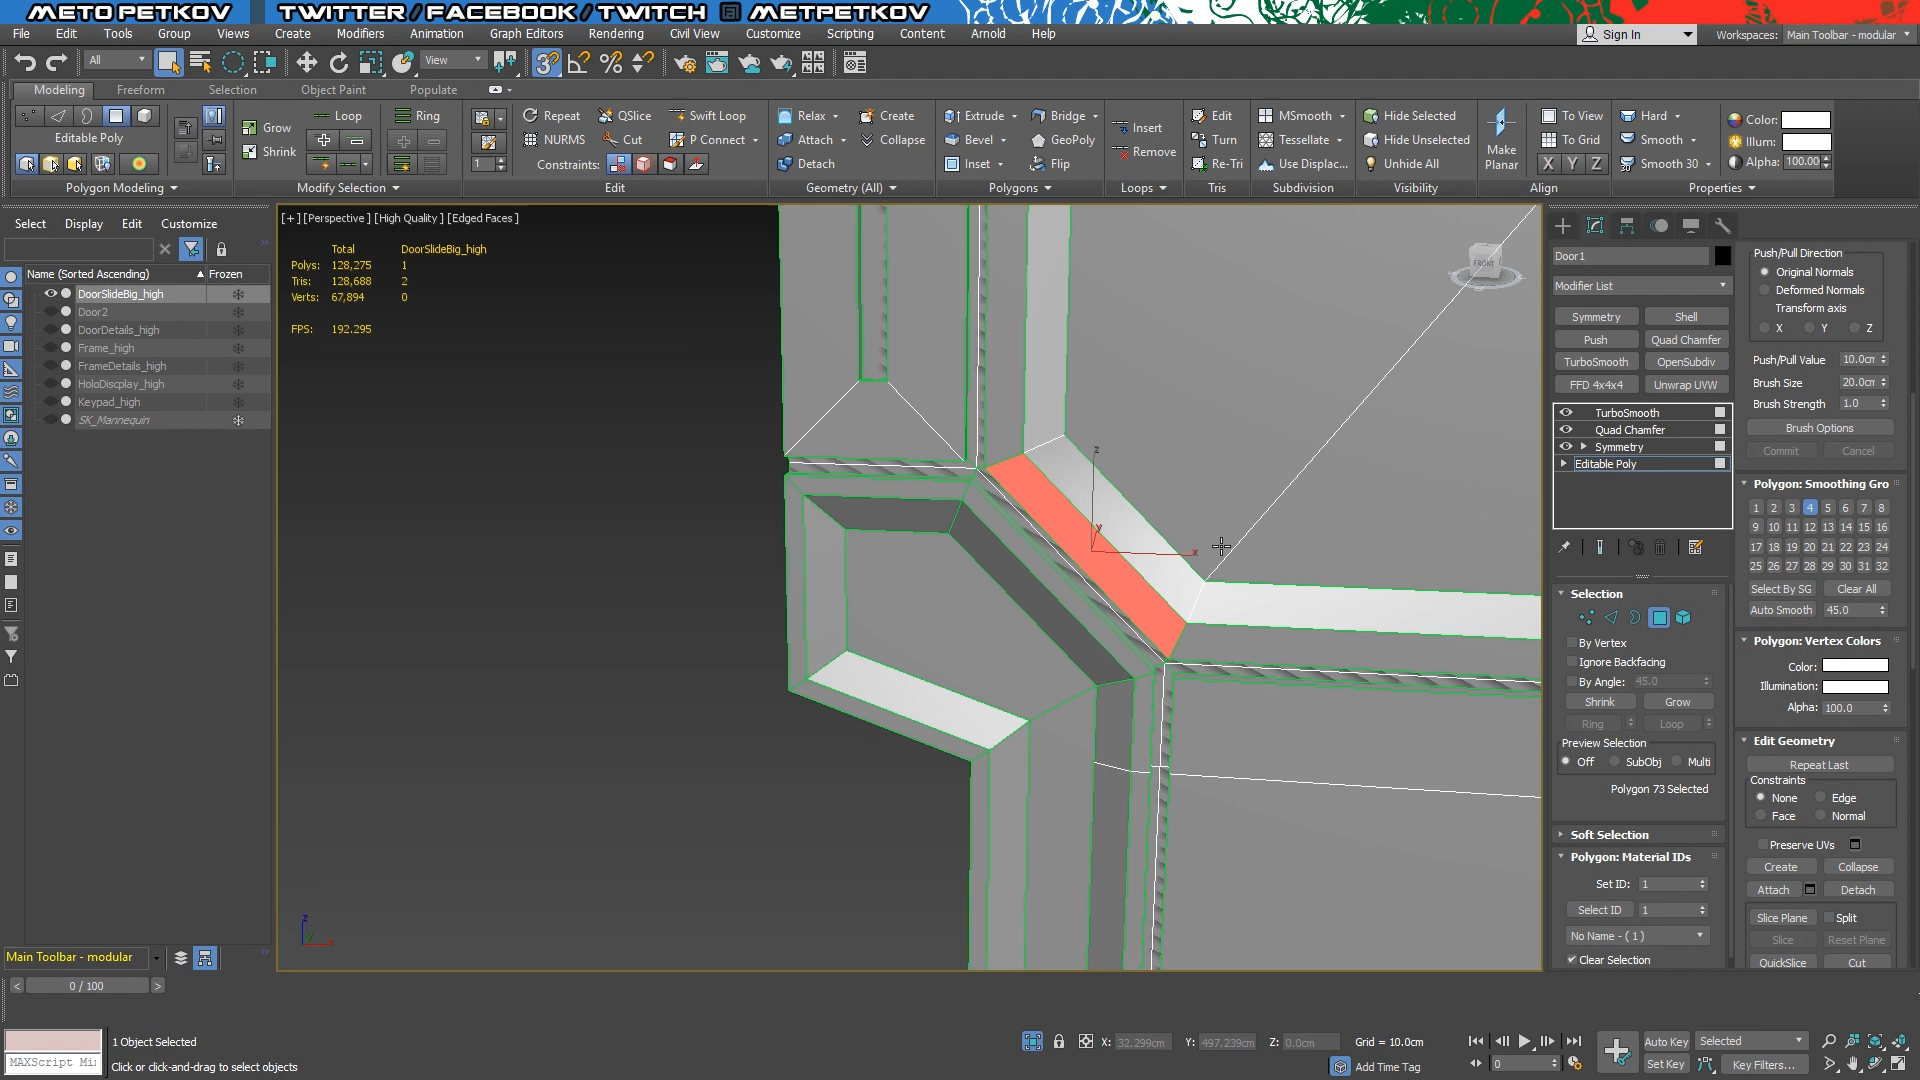 METOPETKOV TWITTER / FACEBOOK / TWITCH @ METPETKOV
File Edit Tools Group Views Create Modifiers Animation Graph Editors Rendering Civil View Customize Scripting Content Arnold Help
Sign In Workspaces: Main Toolbar - modular
All View
Modeling Freeform Selection Object Paint Populate
Grow Loop Ring Repeat QSlice Swift Loop Relax Create Extrude Bridge Insert Edit MSmooth Hide Selected To View Hard Color:
Editable Poly Shrink NURMS Cut P Connect Attach Collapse Bevel GeoPoly Remove Turn Tessellate Hide Unselected Make Planar To Grid Smooth Illum:
1 Constraints: Detach Inset Flip Re-Tri Use Displac... Unhide All X Y Z Smooth 30 Alpha: 100.00
Polygon Modeling Modify Selection Edit Geometry (All) Polygons Loops Tris Subdivision Visibility Align Properties
Select Display Edit Customize
Name (Sorted Ascending) Frozen
DoorSlideBig_high
Door2
DoorDetails_high
Frame_high
FrameDetails_high
HoloDiscplay_high
Keypad_high
SK_Mannequin
Main Toolbar - modular
0 / 100
[+] [Perspective ] [High Quality ] [Edged Faces ]
Total DoorSlideBig_high
Polys: 128,275 1
Tris: 128,688 2
Verts: 67,894 0
FPS: 192.295
FRONT
z
y
x
z
y
x
Door1
Modifier List
Symmetry Shell
Push Quad Chamfer
TurboSmooth OpenSubdiv
FFD 4x4x4 Unwrap UVW
TurboSmooth
Quad Chamfer
Symmetry
Editable Poly
Selection
By Vertex
Ignore Backfacing
By Angle: 45.0
Shrink Grow
Ring Loop
Preview Selection
Off SubObj Multi
Polygon 73 Selected
Soft Selection
Polygon: Material IDs
Set ID: 1
Select ID 1
No Name - ( 1 )
Clear Selection
Push/Pull Direction
Original Normals
Deformed Normals
Transform axis
X Y Z
Push/Pull Value 10.0cm
Brush Size 20.0cm
Brush Strength 1.0
Brush Options
Commit Cancel
Polygon: Smoothing Gro
1 2 3 4 5 6 7 8
9 10 11 12 13 14 15 16
17 18 19 20 21 22 23 24
25 26 27 28 29 30 31 32
Select By SG Clear All
Auto Smooth 45.0
Polygon: Vertex Colors
Color:
Illumination:
Alpha: 100.0
Edit Geometry
Repeat Last
Constraints
None Edge
Face Normal
Preserve UVs
Create Collapse
Attach Detach
Slice Plane Split
Slice Reset Plane
QuickSlice Cut
MAXScript Mi
1 Object Selected
Click or click-and-drag to select objects
X: 32.299cm Y: 497.239cm Z: 0.0cm Grid = 10.0cm
Add Time Tag
0
Auto Key Selected
Set Key Key Filters...